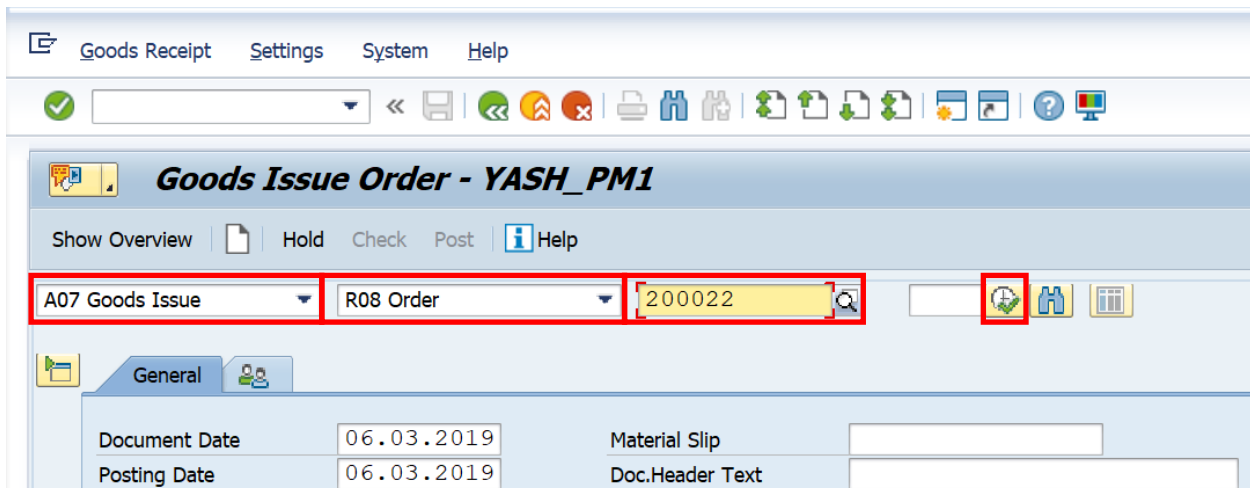 Goods Receipt Settings System Help
Goods Issue Order - YASH_PM1
Show Overview Hold Check Post Help
A07 Goods Issue R08 Order 200022
General
Document Date 06.03.2019 Material Slip
Posting Date 06.03.2019 Doc.Header Text